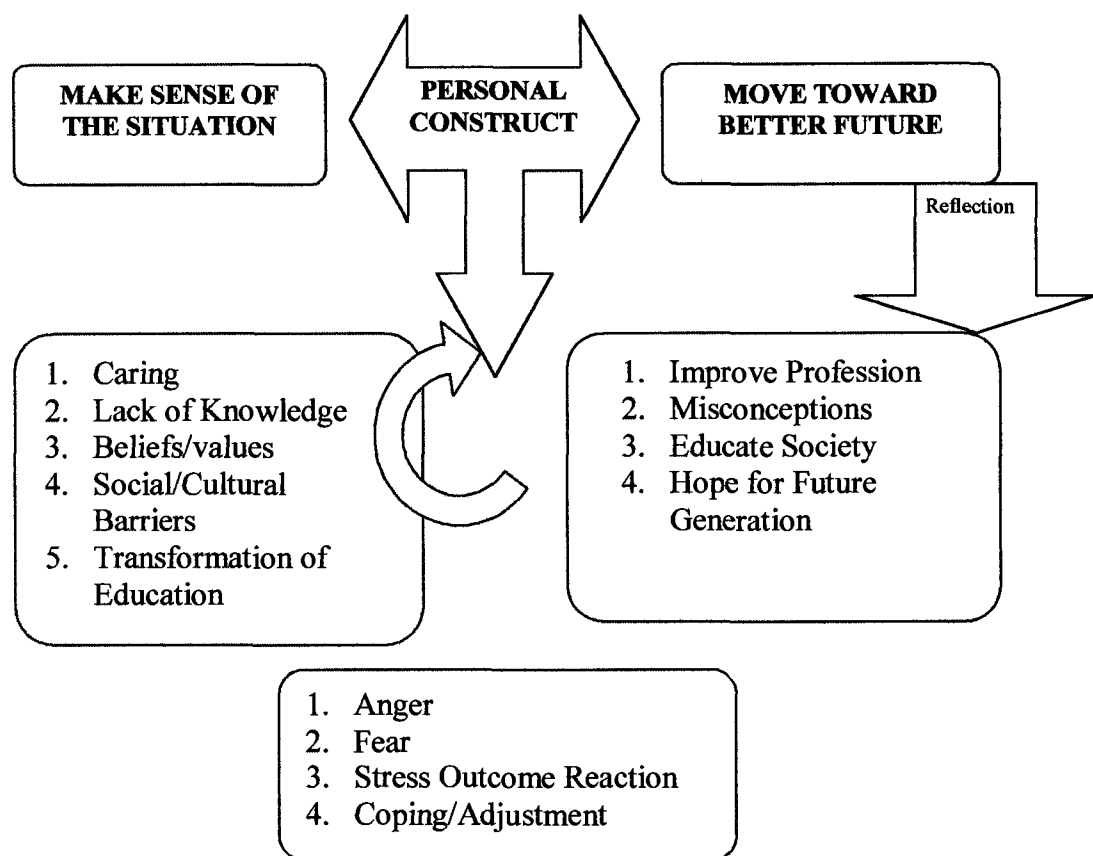 MAKE SENSE OF
THE SITUATION
PERSONAL
CONSTRUCT
MOVE TOWARD
BETTER FUTURE
Reflection
1. Caring
2. Lack of Knowledge
3. Beliefs/values
4. Social/Cultural
Barriers
5. Transformation of
Education
1. Improve Profession
2. Misconceptions
3. Educate Society
4. Hope for Future
Generation
1. Anger
2. Fear
3. Stress Outcome Reaction
4. Coping/Adjustment